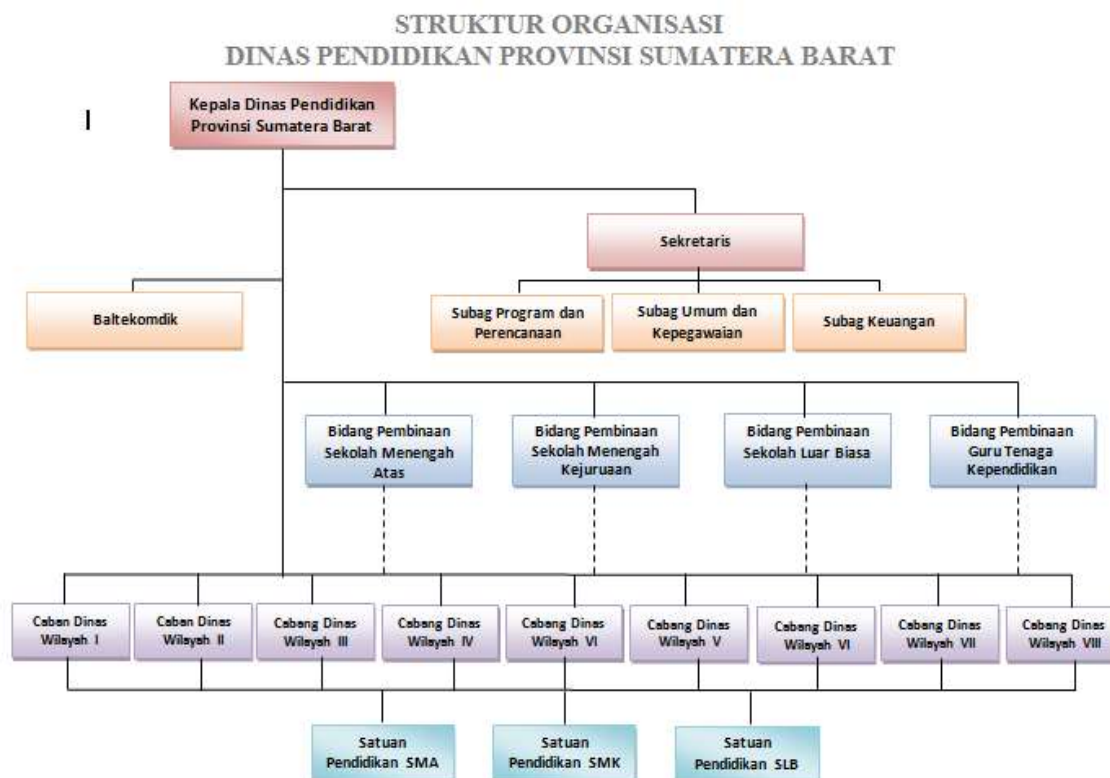 STRUKTUR ORGANISASI
DINAS PENDIDIKAN PROVINSI SUMATERA BARAT
Kepala Dinas Pendidikan
Provinsi Sumatera Barat
I
Sekretaris
Baltekomdik
Subag Program dan
Perencanaan
Subag Umum dan
Kepegawaian
Subag Keuangan
Bidang Pembinaan
Sekolah Menengah
Atas
Bidang Pembinaan
Sekolah Menengah
Kejuruaan
Bidang Pembinaan
Sekolah Luar Biasa
Bidang Pembinaan
Guru Tenaga
Kependidikan
Caban Dinas
Wilayah I
Caban Dinas
Wilayah II
Cabang Dinas
Wilayah III
Cabang Dinas
Wilayah IV
Cabang Dinas
Wilayah VI
Cabang Dinas
Wilayah V
Cabang Dinas
Wilayah VI
Cabang Dinas
Wilayah VII
Cabang Dinas
Wilayah VIII
Satuan
Pendidikan SMA
Satuan
Pendidikan SMK
Satuan
Pendidikan SLB